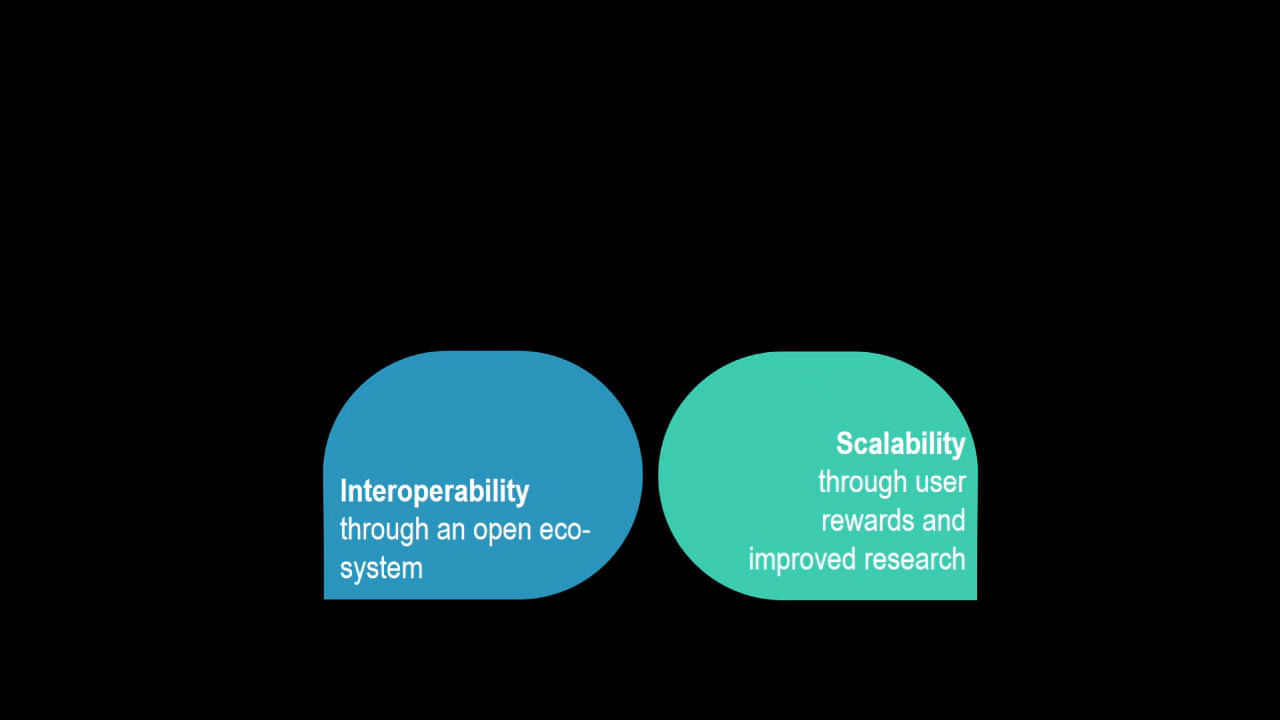 Interoperability
through an open eco-
system
Scalability
through user
rewards and
improved research